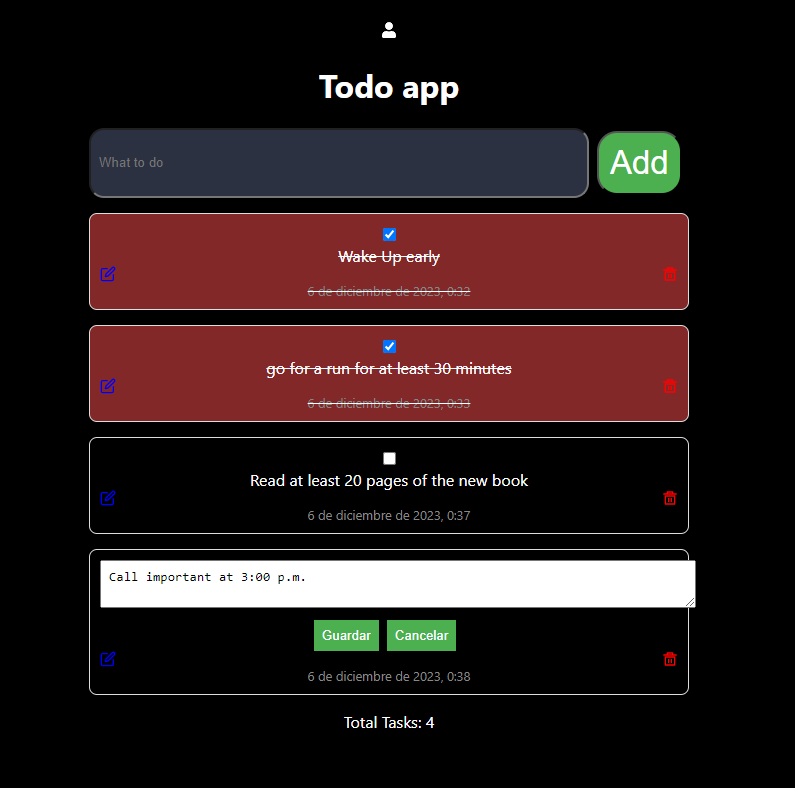 Todo app
What to do
Add
Wake Up early
6 de diciembre de 2023, 0:32
go for a run for at least 30 minutes
6 de diciembre de 2023, 0:33
Read at least 20 pages of the new book
6 de diciembre de 2023, 0:37
Call important at 3:00 p.m.
Guardar Cancelar
6 de diciembre de 2023, 0:38
Total Tasks: 4